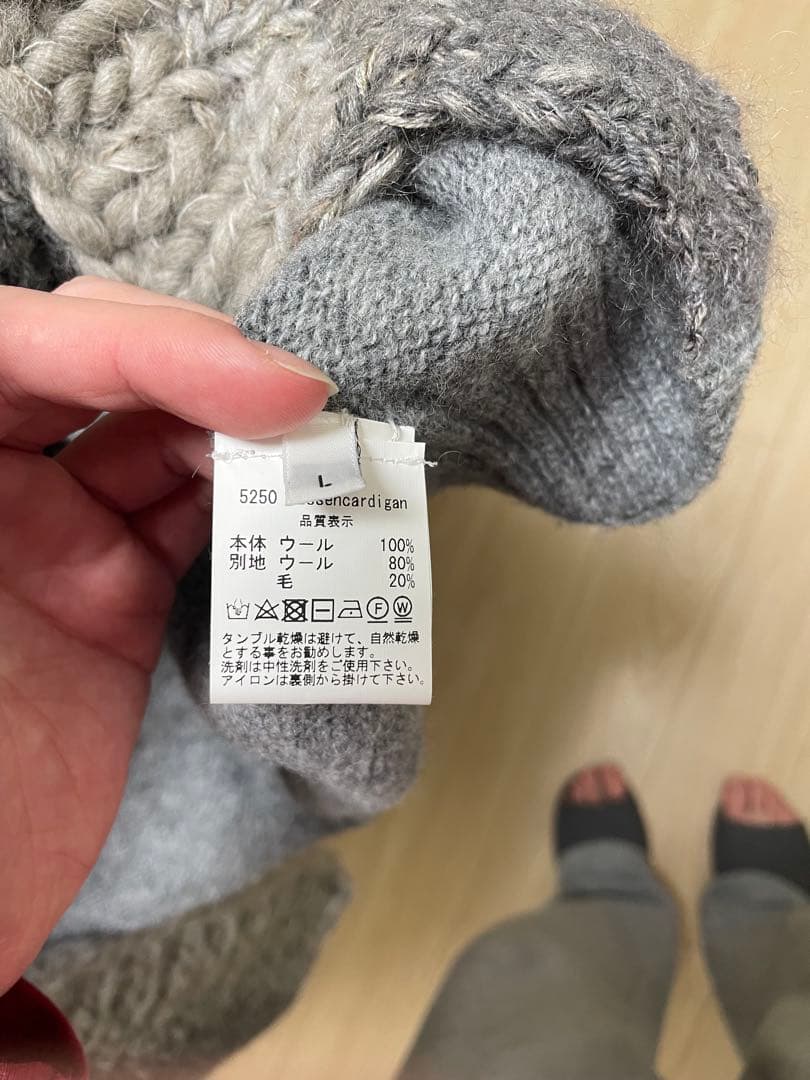 L
5250
品質表示
本体 ウール 100%
別地 ウール 80%
毛 20%
F W
タンブル乾燥は避けて、自然乾燥
とする事をお勧めします。
洗剤は中性洗剤をご使用下さい。
アイロンは裏側から掛けて下さい。